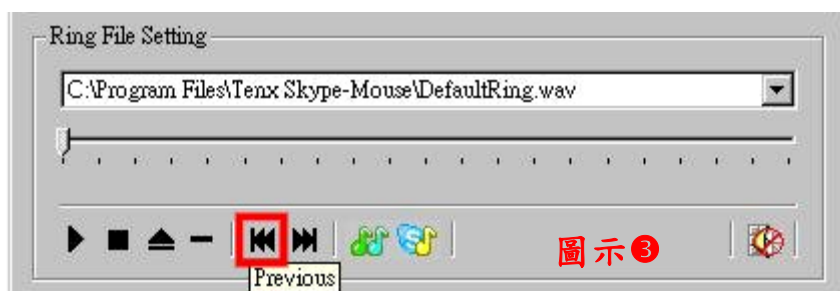 Ring File Setting
C:\Program Files\Tenx Skype-Mouse\DefaultRing.wav
圖示❸
Previous